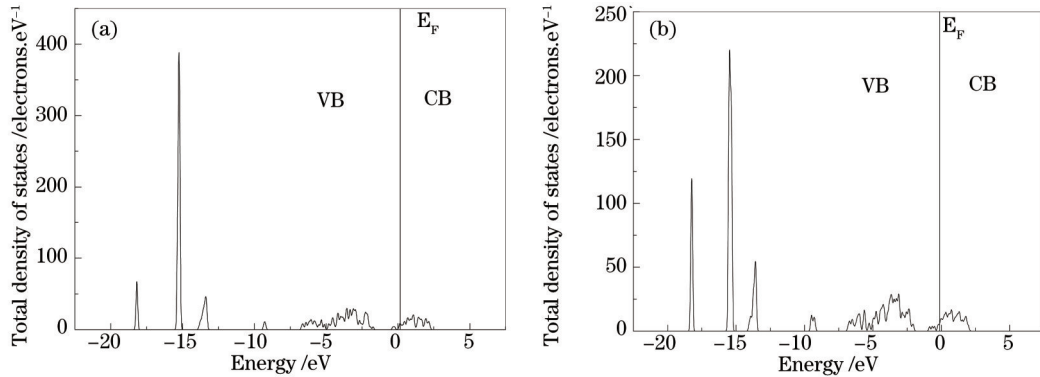 (a)
E_F
VB
CB
400
300
200
100
0
−20
−15
−10
−5
0
5
Total density of states /electrons.eV⁻¹
Energy /eV
(b)
E_F
VB
CB
250
200
150
100
50
0
−20
−15
−10
−5
0
5
Total density of states /electrons.eV⁻¹
Energy /eV